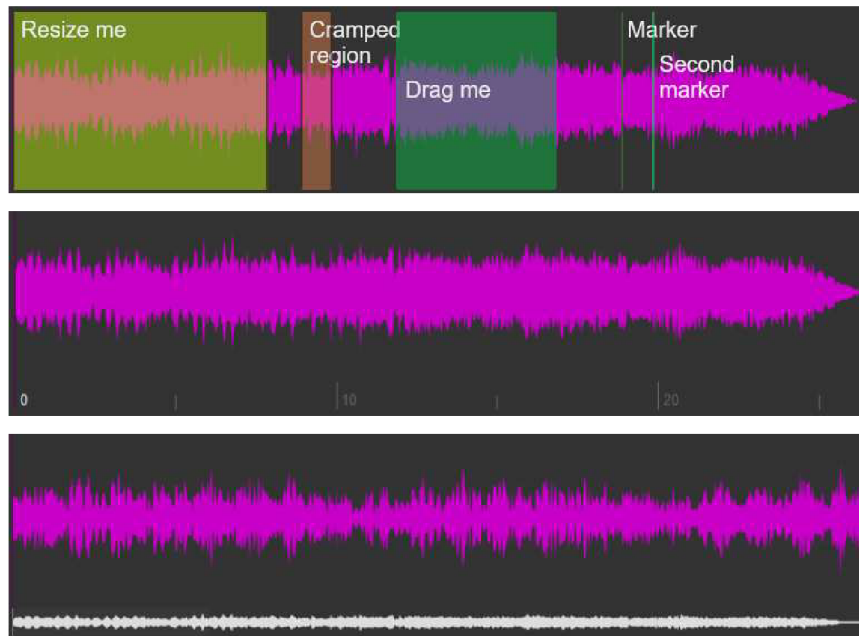 Resize me
Cramped
region
Drag me
Marker
Second
marker
0
10
20